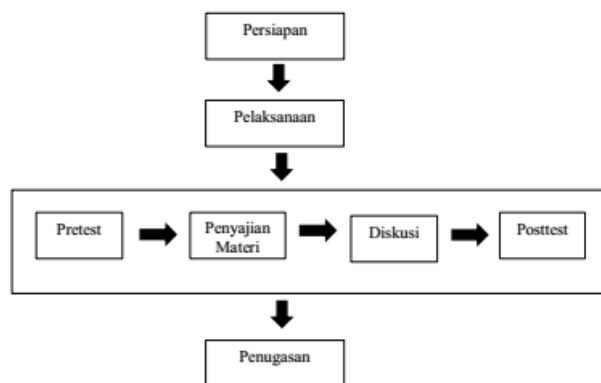 Persiapan
Pelaksanaan
Pretest
Penyajian
Materi
Diskusi
Posttest
Penugasan